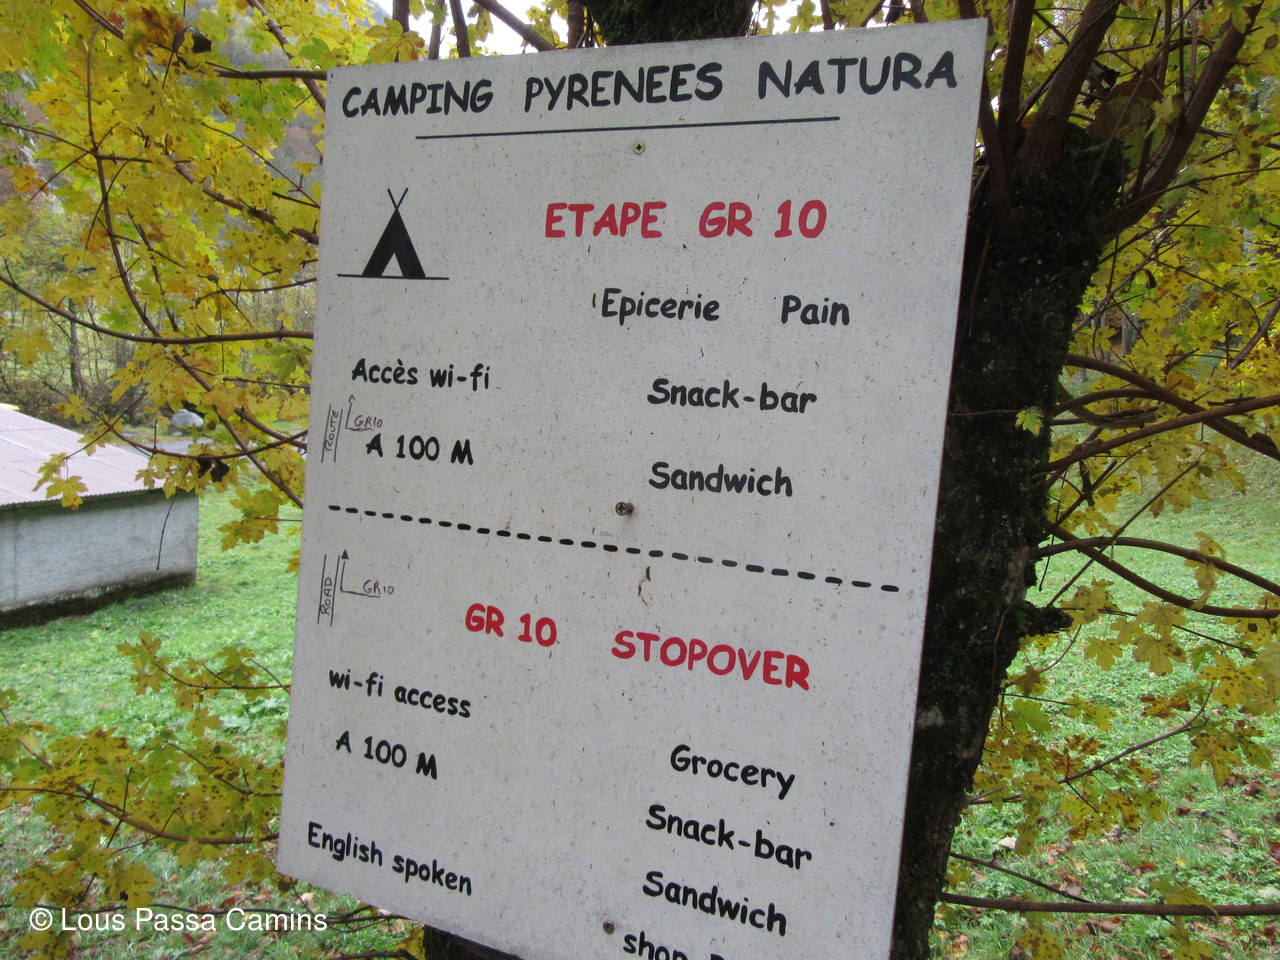 CAMPING PYRENEES NATURA
ETAPE GR 10
Epicerie Pain
Accès wi-fi
Snack-bar
ROUTE
GR10
A 100 M
Sandwich
ROAD
GR10
GR 10 STOPOVER
wi-fi access
A 100 M
Grocery
Snack-bar
English spoken
Sandwich
shop
© Lous Passa Camins